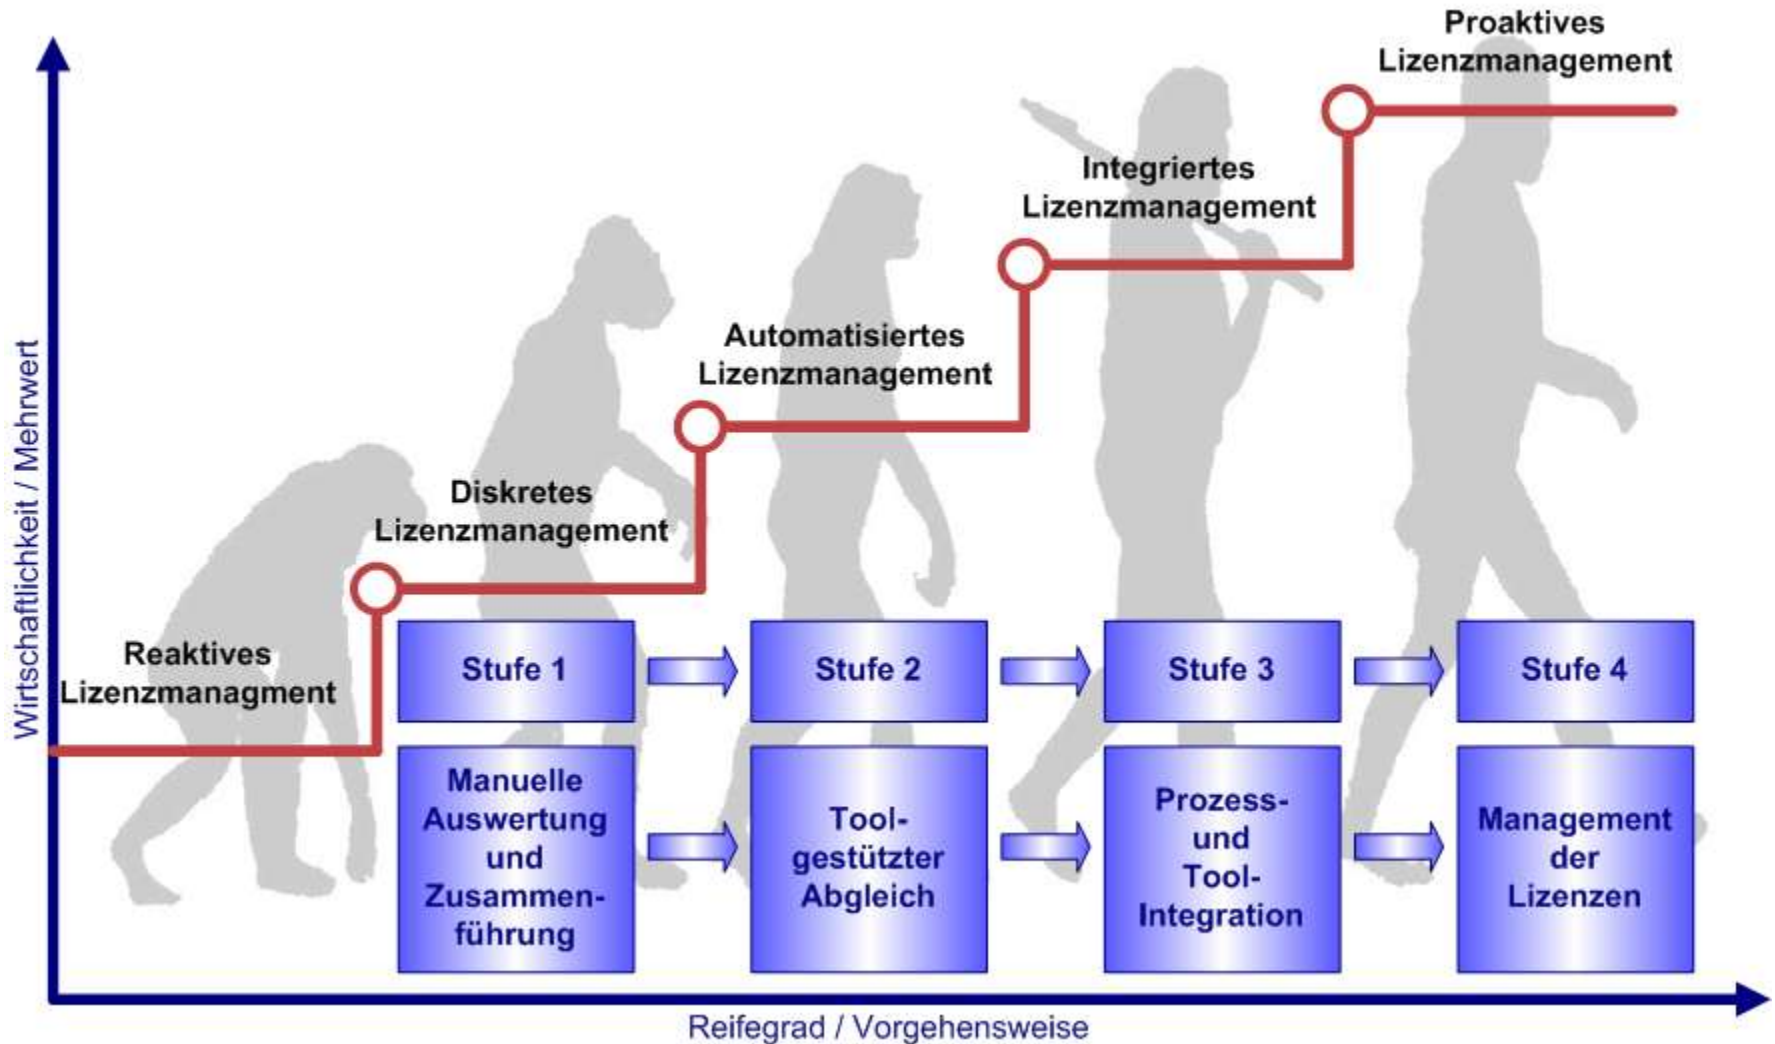 Proaktives
Lizenzmanagement
Integriertes
Lizenzmanagement
Automatisiertes
Lizenzmanagement
Diskretes
Lizenzmanagement
Reaktives
Lizenzmanagment
Wirtschaftlichkeit / Mehrwert
Stufe 1
Stufe 2
Stufe 3
Stufe 4
Manuelle
Auswertung
und
Zusammen-
führung
Tool-
gestützter
Abgleich
Prozess-
und
Tool-
Integration
Management
der
Lizenzen
Reifegrad / Vorgehensweise